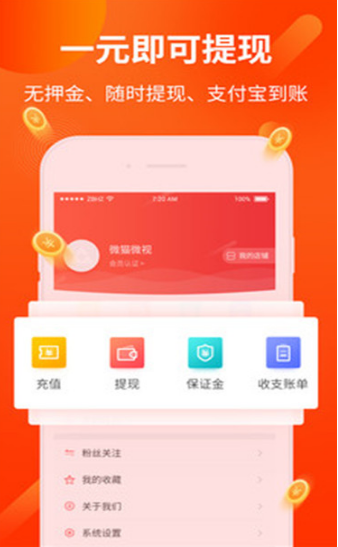 一元即可提现
无押金、随时提现、支付宝到账
7:20 AM
微猫微视
会员认证
我的店铺
充值
提现
保证金
收支账单
粉丝关注
我的收藏
关于我们
系统设置